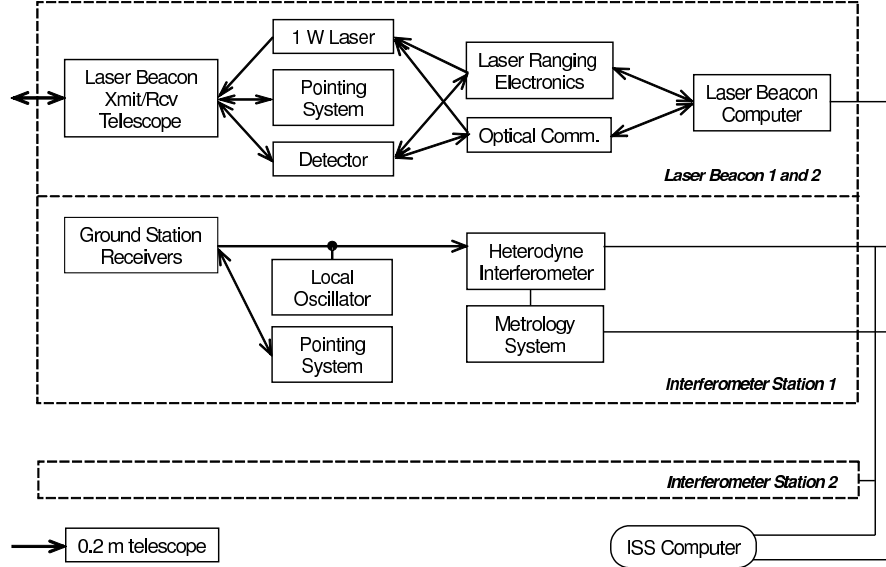 1 W Laser
Laser Beacon
Xmit/Rcv
Telescope
Pointing
System
Detector
Laser Ranging
Electronics
Optical Comm.
Laser Beacon
Computer
Laser Beacon 1 and 2
Ground Station
Receivers
Local
Oscillator
Pointing
System
Heterodyne
Interferometer
Metrology
System
Interferometer Station 1
Interferometer Station 2
0.2 m telescope
ISS Computer